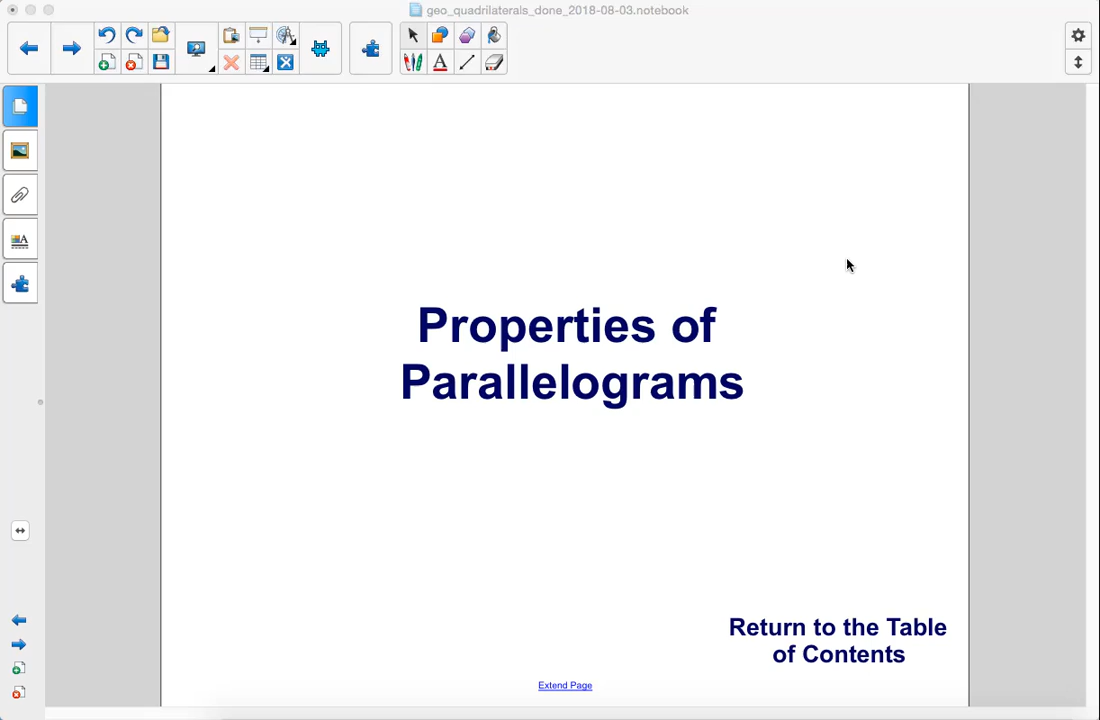 geo_quadrilaterals_done_2018-08-03.notebook
Properties of
Parallelograms
Return to the Table
of Contents
Extend Page